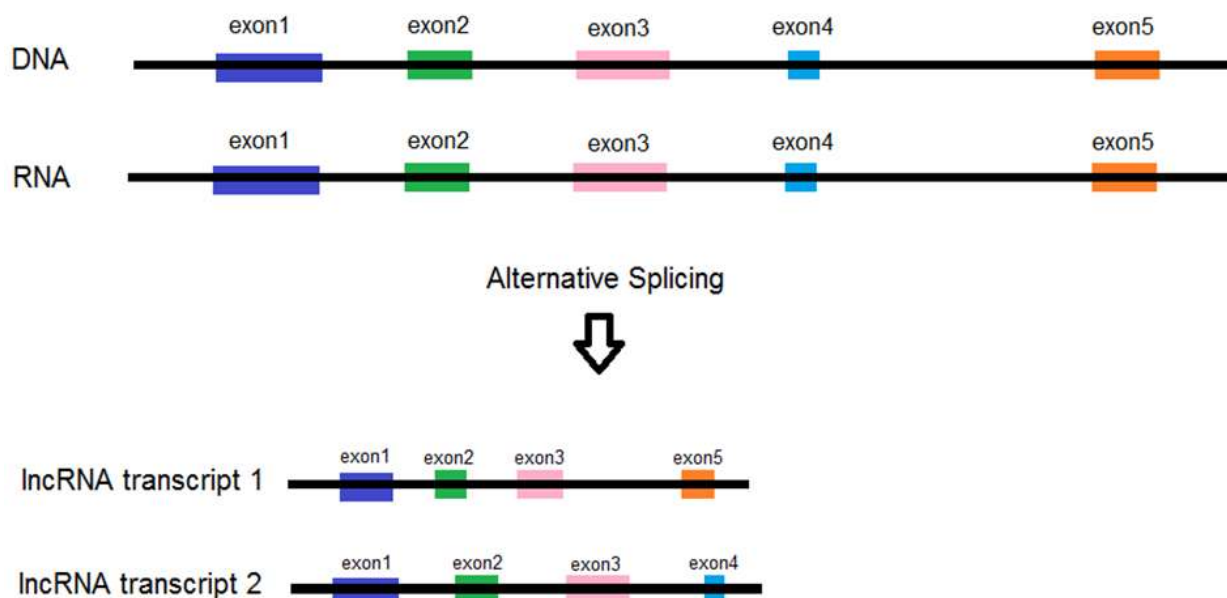 exon1 exon2 exon3 exon4 exon5
DNA
exon1 exon2 exon3 exon4 exon5
RNA
Alternative Splicing
exon1 exon2 exon3 exon5
lncRNA transcript 1
exon1 exon2 exon3 exon4
lncRNA transcript 2